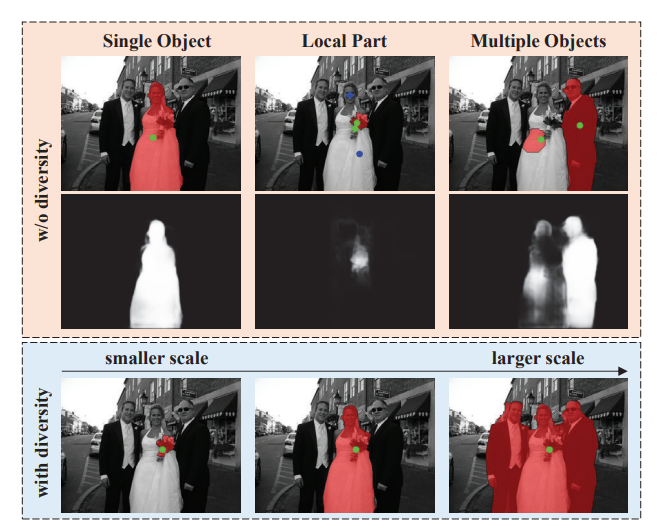 Single Object
Local Part
Multiple Objects
w/o diversity
smaller scale
larger scale
with diversity